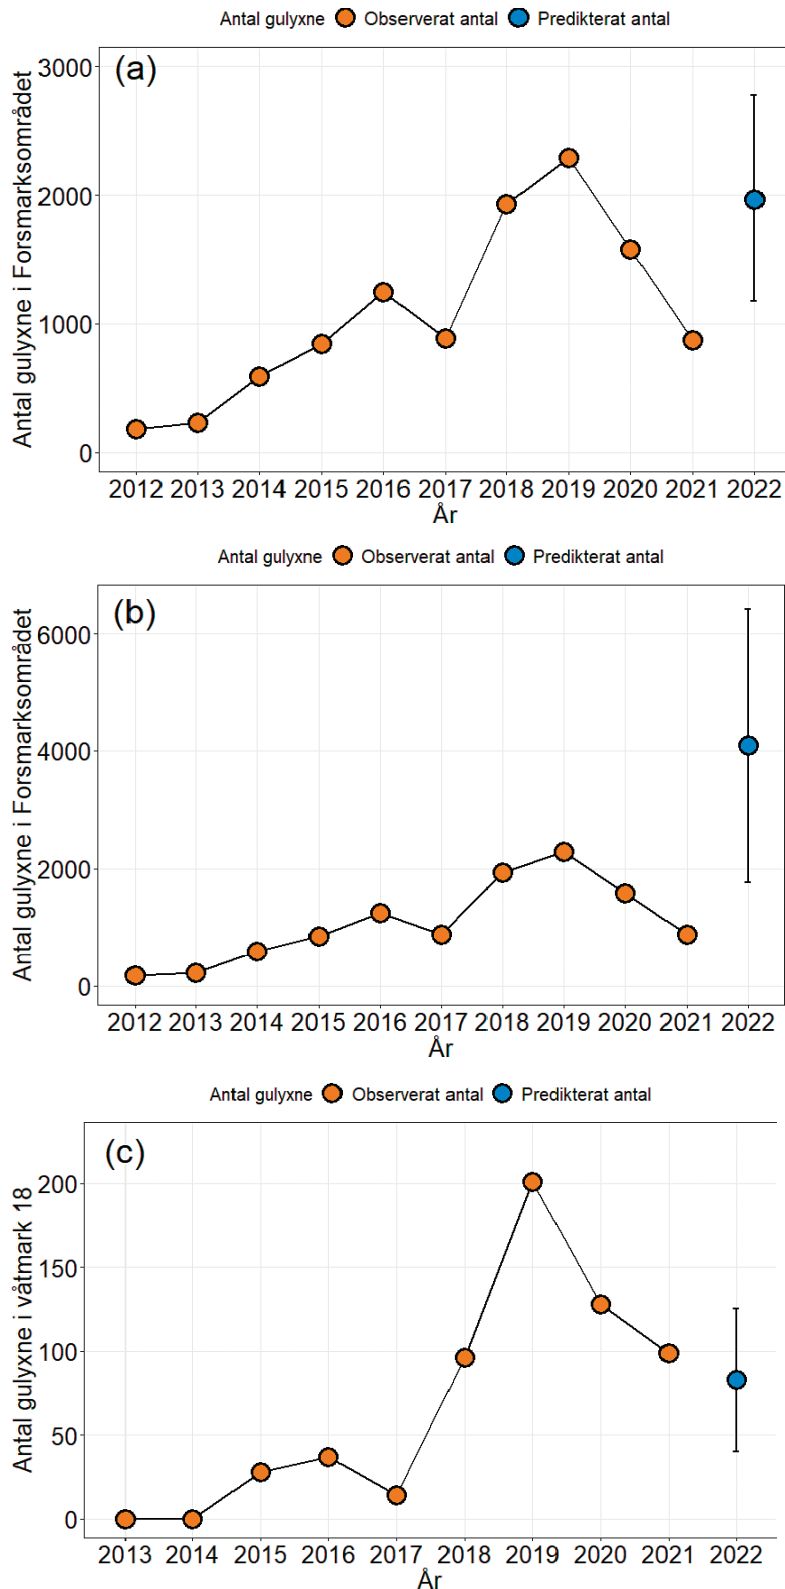 Antal gulyxne Observerat antal Predikterat antal
(a)
Antal gulyxne i Forsmarksområdet
3000
2000
1000
0
2012 2013 2014 2015 2016 2017 2018 2019 2020 2021 2022
År
Antal gulyxne Observerat antal Predikterat antal
(b)
Antal gulyxne i Forsmarksområdet
6000
4000
2000
0
2012 2013 2014 2015 2016 2017 2018 2019 2020 2021 2022
År
Antal gulyxne Observerat antal Predikterat antal
(c)
Antal gulyxne i våtmark 18
200
150
100
50
0
2013 2014 2015 2016 2017 2018 2019 2020 2021 2022
År